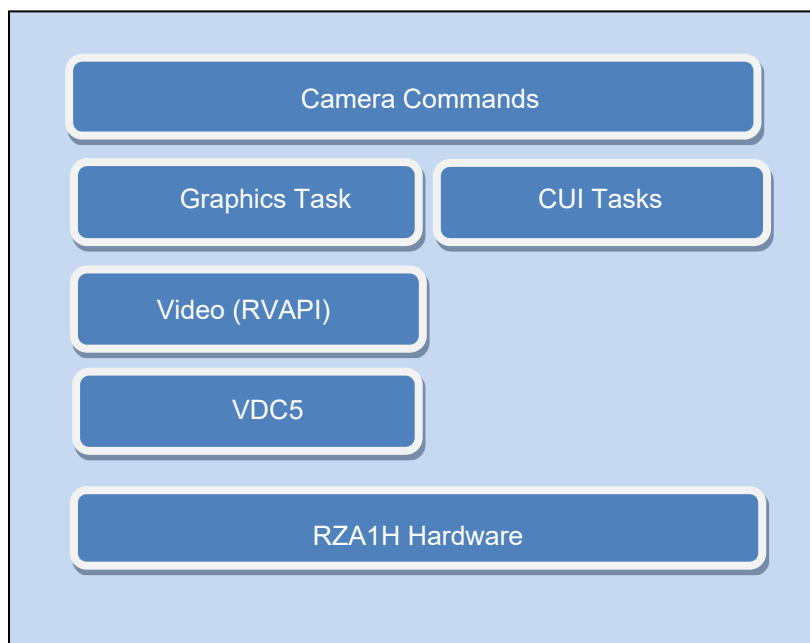 Camera Commands
Graphics Task
CUI Tasks
Video (RVAPI)
VDC5
RZA1H Hardware